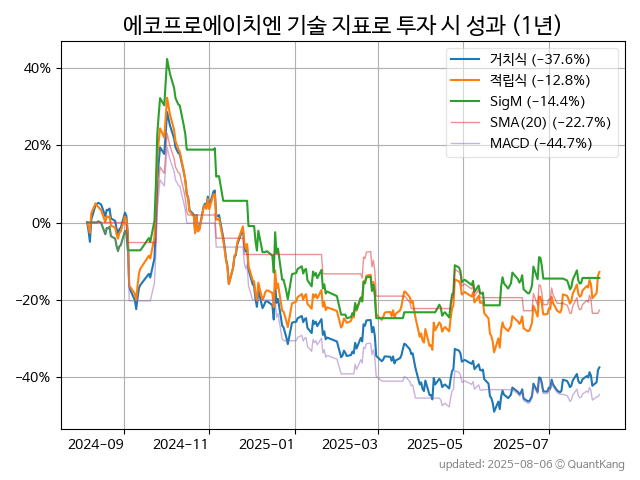 에코프로에이치엔 기술 지표로 투자 시 성과 (1년)
거치식 (−37.6%)
적립식 (−12.8%)
SigM (−14.4%)
SMA(20) (−22.7%)
MACD (−44.7%)
40%
20%
0%
−20%
−40%
2024-09 2024-11 2025-01 2025-03 2025-05 2025-07
updated: 2025-08-06 © QuantKang